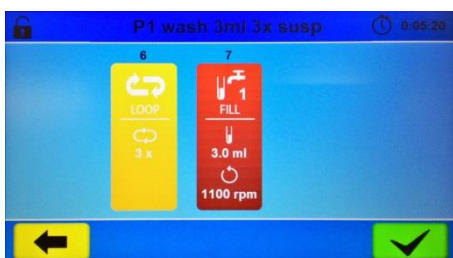 P1 wash 3ml 3x susp
0:05:20
6
7
LOOP
3 x
1
FILL
3.0 ml
1100 rpm